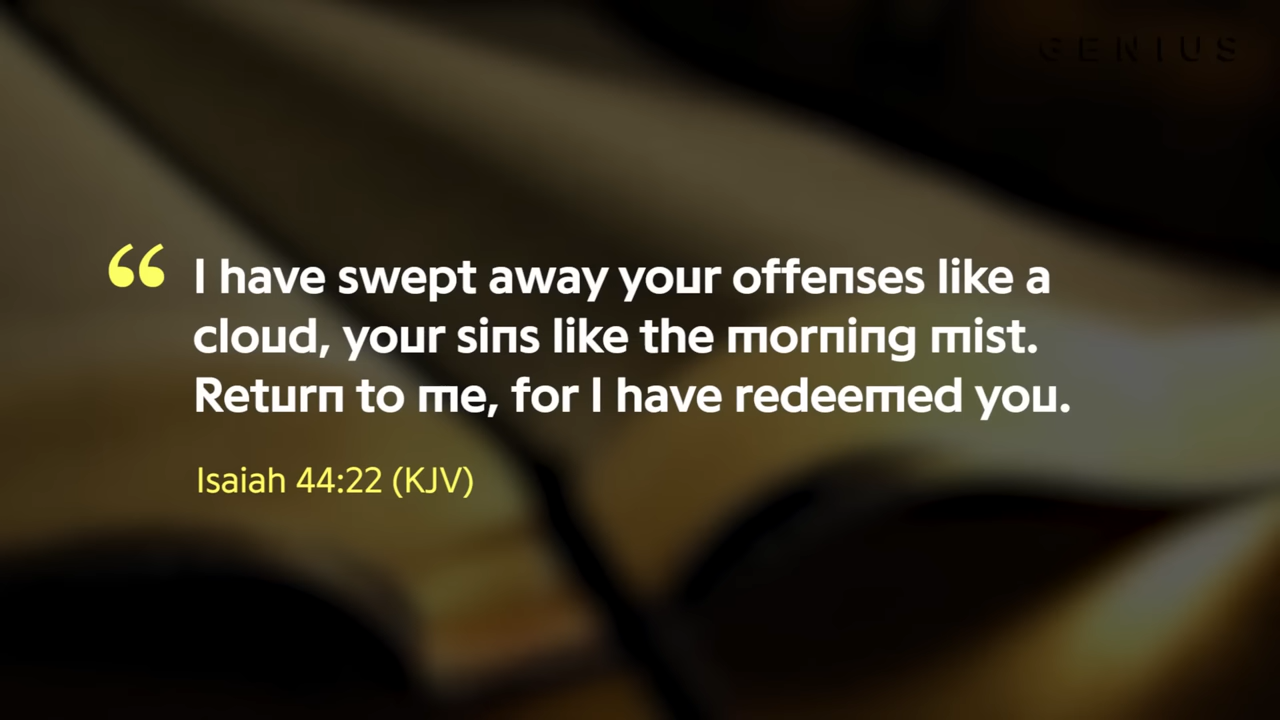 GENIUS
“ I have swept away your offenses like a
cloud, your sins like the morning mist.
Return to me, for I have redeemed you.
Isaiah 44:22 (KJV)